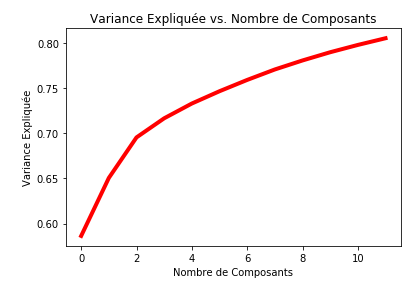 Variance Expliquée vs. Nombre de Composants
Variance Expliquée
0.80
0.75
0.70
0.65
0.60
0 2 4 6 8 10
Nombre de Composants